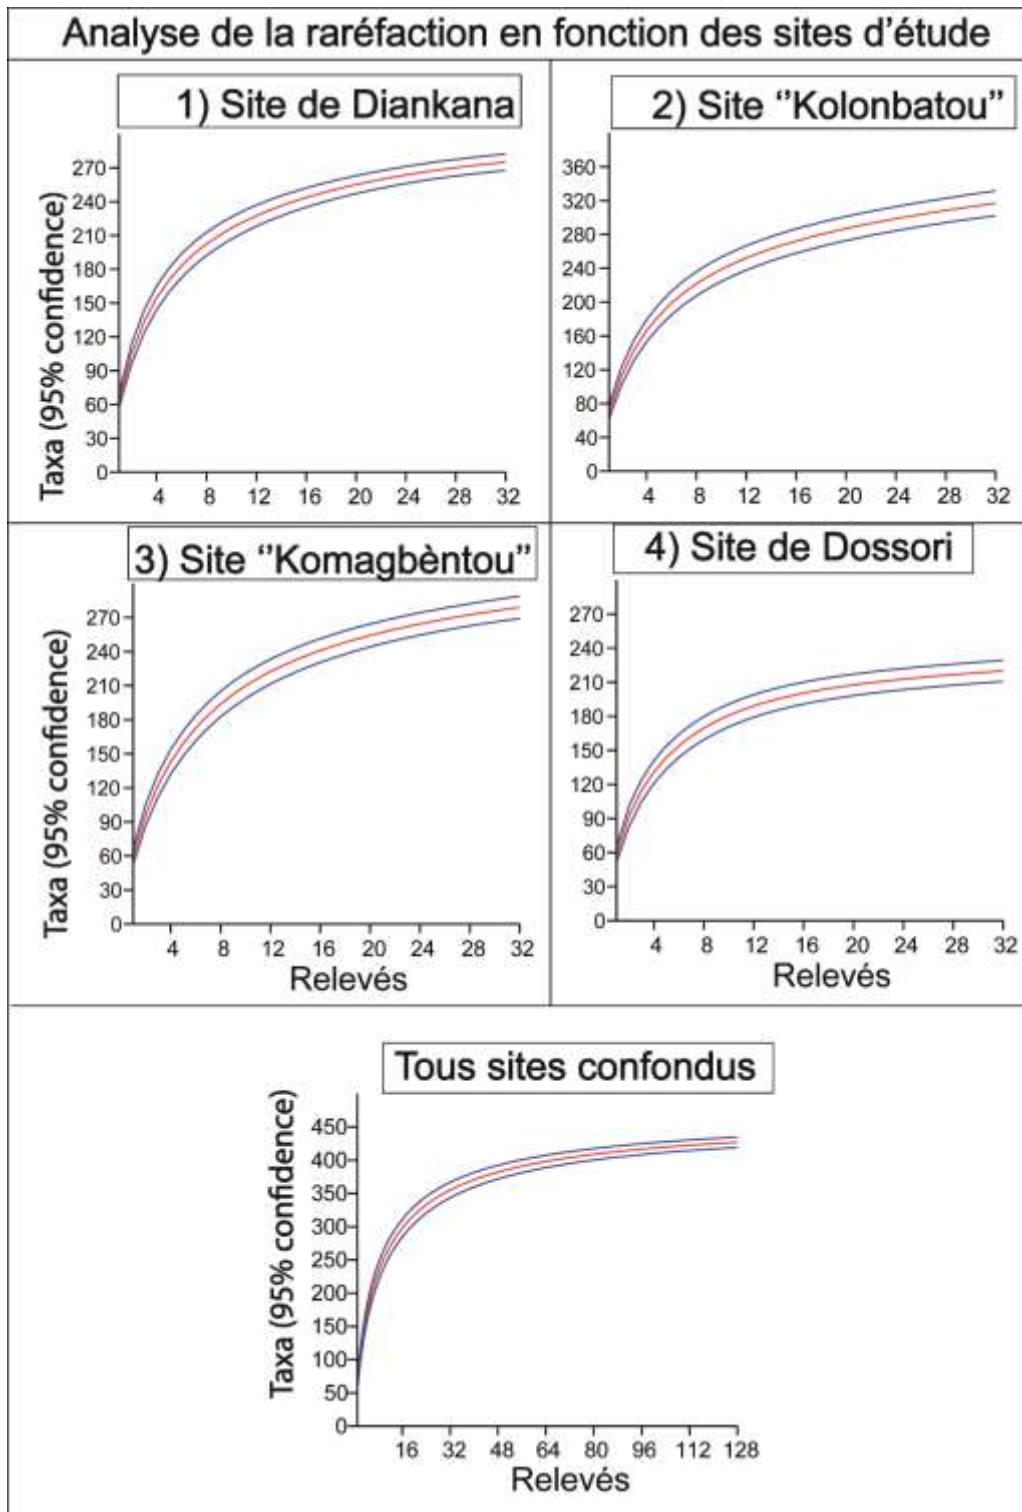 Analyse de la raréfaction en fonction des sites d’étude
1) Site de Diankana
Taxa (95% confidence)
270
240
210
180
150
120
90
60
30
0
4 8 12 16 20 24 28 32
2) Site ‘’Kolonbatou’’
360
320
280
240
200
160
120
80
40
0
4 8 12 16 20 24 28 32
3) Site ‘’Komagbèntou’’
Taxa (95% confidence)
270
240
210
180
150
120
90
60
30
0
4 8 12 16 20 24 28 32
Relevés
4) Site de Dossori
270
240
210
180
150
120
90
60
30
0
4 8 12 16 20 24 28 32
Relevés
Tous sites confondus
Taxa (95% confidence)
450
400
350
300
250
200
150
100
50
0
16 32 48 64 80 96 112 128
Relevés